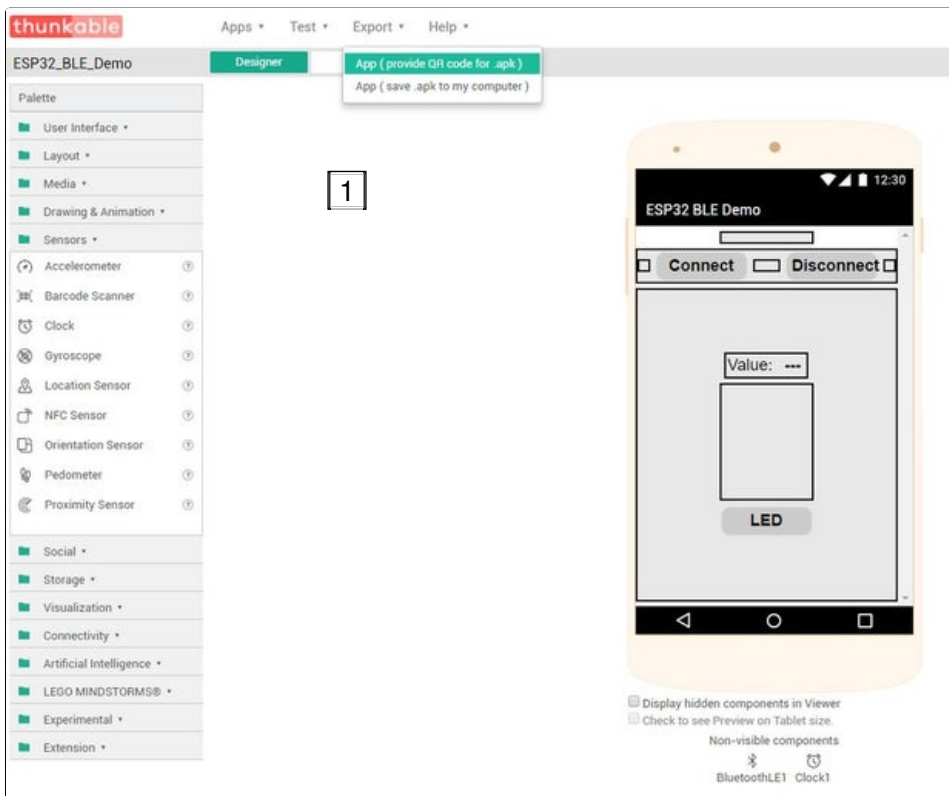 thunkable
Apps Test Export Help
ESP32_BLE_Demo
Designer
App ( provide QR code for .apk )
App ( save .apk to my computer )
Palette
User Interface
Layout
Media
Drawing & Animation
Sensors
Accelerometer
Barcode Scanner
Clock
Gyroscope
Location Sensor
NFC Sensor
Orientation Sensor
Pedometer
Proximity Sensor
Social
Storage
Visualization
Connectivity
Artificial Intelligence
LEGO MINDSTORMS®
Experimental
Extension
1
12:30
ESP32 BLE Demo
Connect Disconnect
Value: ---
LED
Display hidden components in Viewer
Check to see Preview on Tablet size.
Non-visible components
BluetoothLE1 Clock1